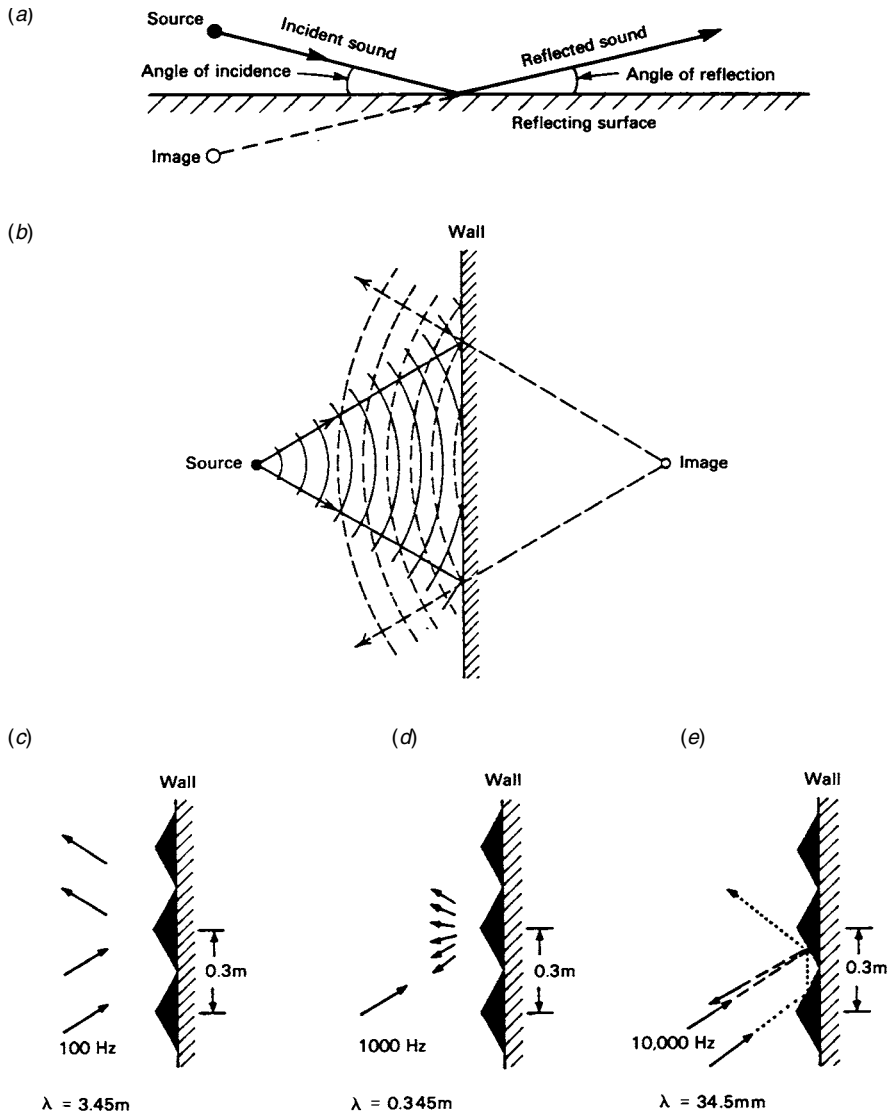 (a)
Source
Incident sound
Reflected sound
Angle of incidence
Angle of reflection
Reflecting surface
Image
(b)
Wall
Source
Image
(c)
(d)
(e)
Wall
Wall
Wall
0.3m
0.3m
0.3m
100 Hz
1000 Hz
10,000 Hz
λ = 3.45m
λ = 0.345m
λ = 34.5mm